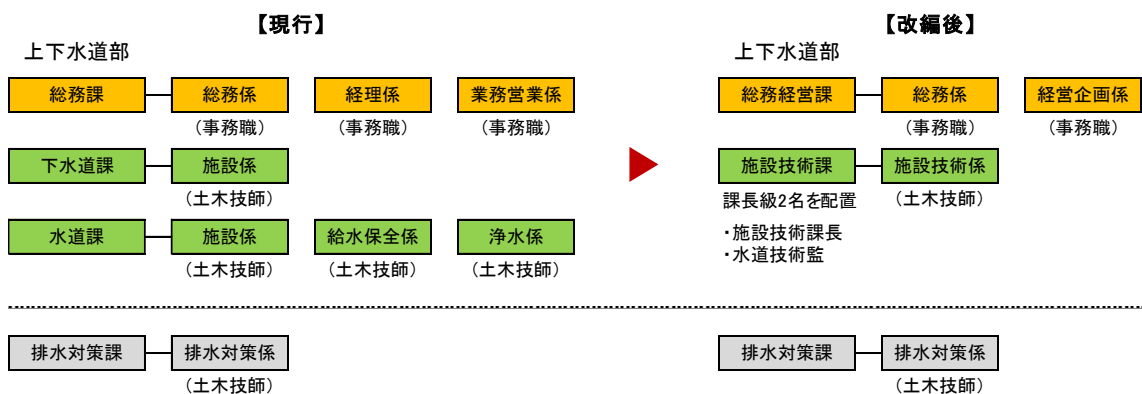 【現行】
上下水道部
総務課 総務係 経理係 業務営業係
（事務職） （事務職） （事務職）
下水道課 施設係
（土木技師）
水道課 施設係 給水保全係 浄水係
（土木技師） （土木技師） （土木技師）
排水対策課 排水対策係
（土木技師）
【改編後】
上下水道部
総務経営課 総務係 経営企画係
（事務職） （事務職）
施設技術課 施設技術係
課長級2名を配置 （土木技師）
・施設技術課長
・水道技術監
排水対策課 排水対策係
（土木技師）